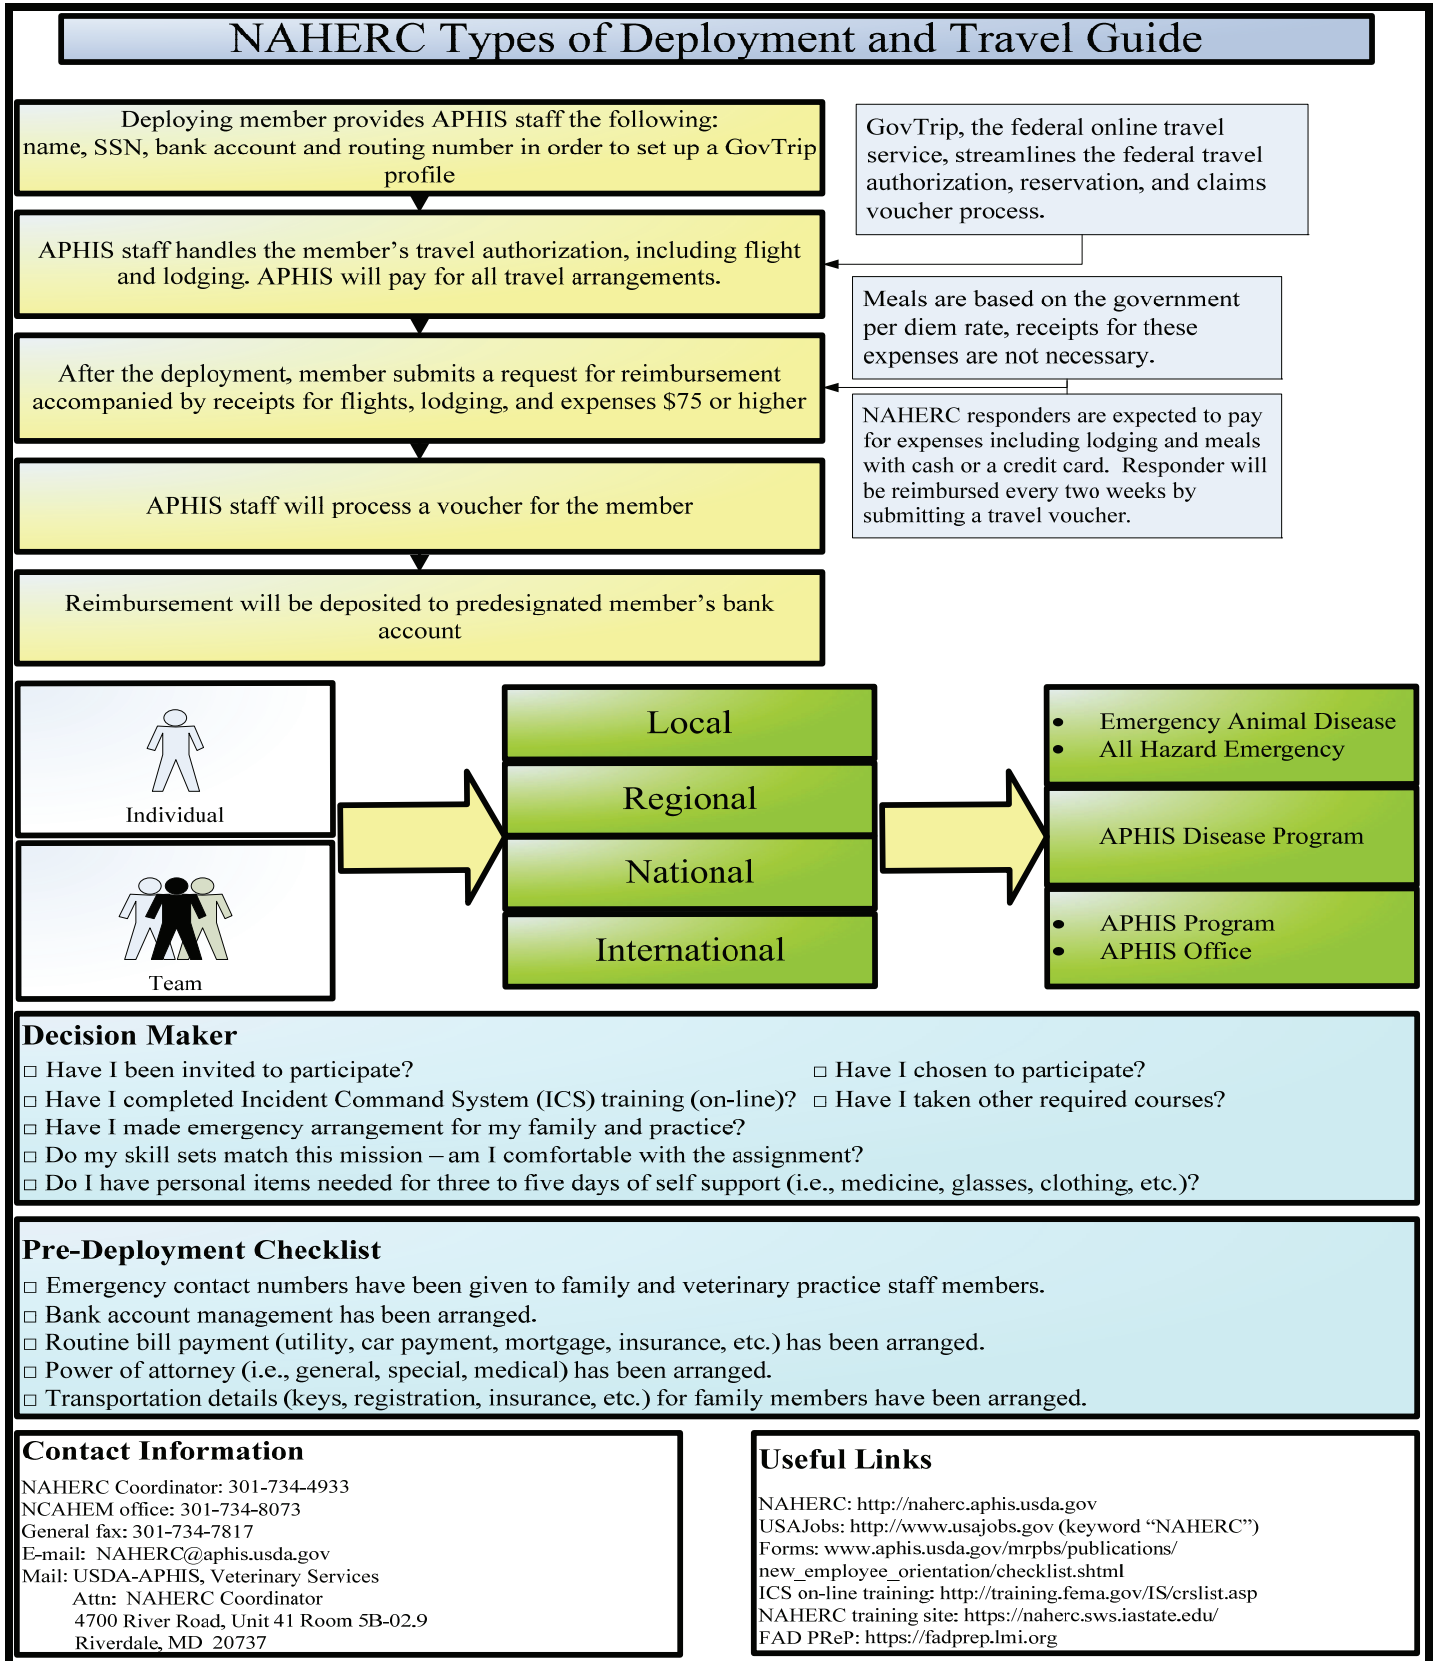 NAHERC Types of Deployment and Travel Guide
Deploying member provides APHIS staff the following:
name, SSN, bank account and routing number in order to set up a GovTrip
profile
GovTrip, the federal online travel
service, streamlines the federal travel
authorization, reservation, and claims
voucher process.
APHIS staff handles the member's travel authorization, including flight
and lodging. APHIS will pay for all travel arrangements.
Meals are based on the government
per diem rate, receipts for these
expenses are not necessary.
After the deployment, member submits a request for reimbursement
accompanied by receipts for flights, lodging, and expenses $75 or higher
NAHERC responders are expected to pay
for expenses including lodging and meals
with cash or a credit card. Responder will
be reimbursed every two weeks by
submitting a travel voucher.
APHIS staff will process a voucher for the member
Reimbursement will be deposited to predesignated member's bank
account
Individual
Team
Local
Regional
National
International
• Emergency Animal Disease
• All Hazard Emergency
APHIS Disease Program
• APHIS Program
• APHIS Office
Decision Maker
□ Have I been invited to participate? □ Have I chosen to participate?
□ Have I completed Incident Command System (ICS) training (on-line)? □ Have I taken other required courses?
□ Have I made emergency arrangement for my family and practice?
□ Do my skill sets match this mission – am I comfortable with the assignment?
□ Do I have personal items needed for three to five days of self support (i.e., medicine, glasses, clothing, etc.)?
Pre-Deployment Checklist
□ Emergency contact numbers have been given to family and veterinary practice staff members.
□ Bank account management has been arranged.
□ Routine bill payment (utility, car payment, mortgage, insurance, etc.) has been arranged.
□ Power of attorney (i.e., general, special, medical) has been arranged.
□ Transportation details (keys, registration, insurance, etc.) for family members have been arranged.
Contact Information
NAHERC Coordinator: 301-734-4933
NCAHEM office: 301-734-8073
General fax: 301-734-7817
E-mail: NAHERC@aphis.usda.gov
Mail: USDA-APHIS, Veterinary Services
Attn: NAHERC Coordinator
4700 River Road, Unit 41 Room 5B-02.9
Riverdale, MD 20737
Useful Links
NAHERC: http://naherc.aphis.usda.gov
USAJobs: http://www.usajobs.gov (keyword “NAHERC”)
Forms: www.aphis.usda.gov/mrpbs/publications/
new_employee_orientation/checklist.shtml
ICS on-line training: http://training.fema.gov/IS/crslist.asp
NAHERC training site: https://naherc.sws.iastate.edu/
FAD PReP: https://fadprep.lmi.org